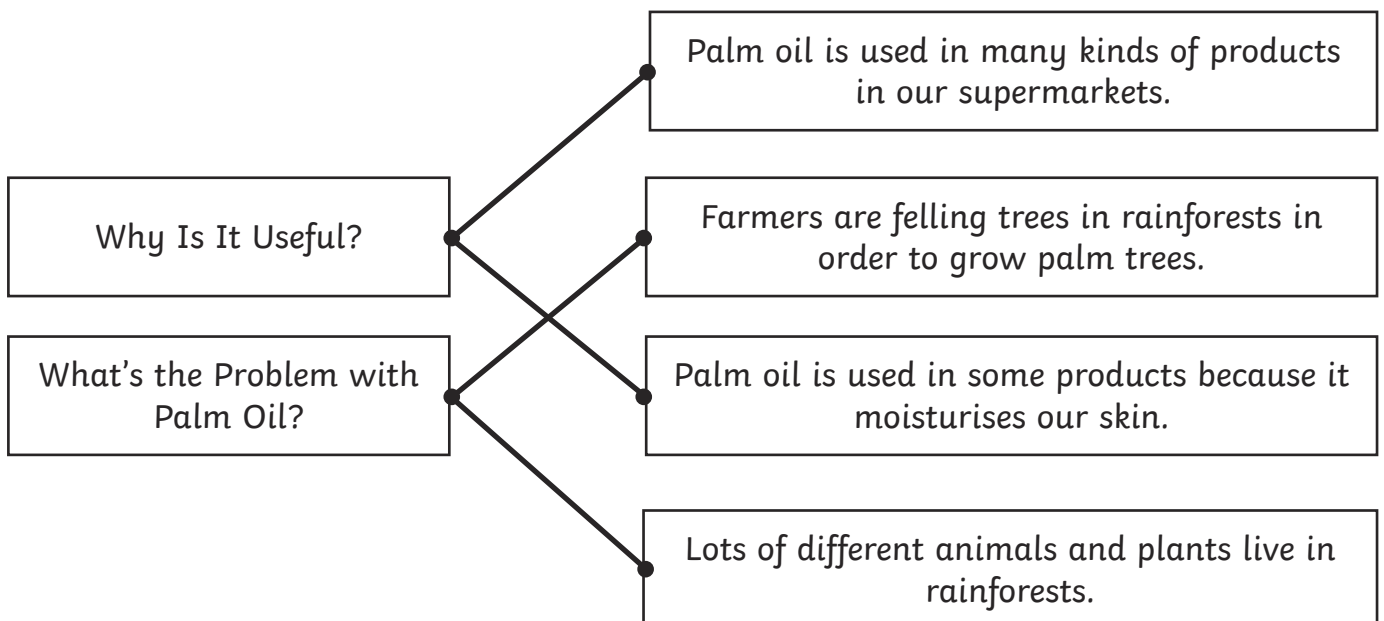 Why Is It Useful?
What's the Problem with
Palm Oil?
Palm oil is used in many kinds of products
in our supermarkets.
Farmers are felling trees in rainforests in
order to grow palm trees.
Palm oil is used in some products because it
moisturises our skin.
Lots of different animals and plants live in
rainforests.